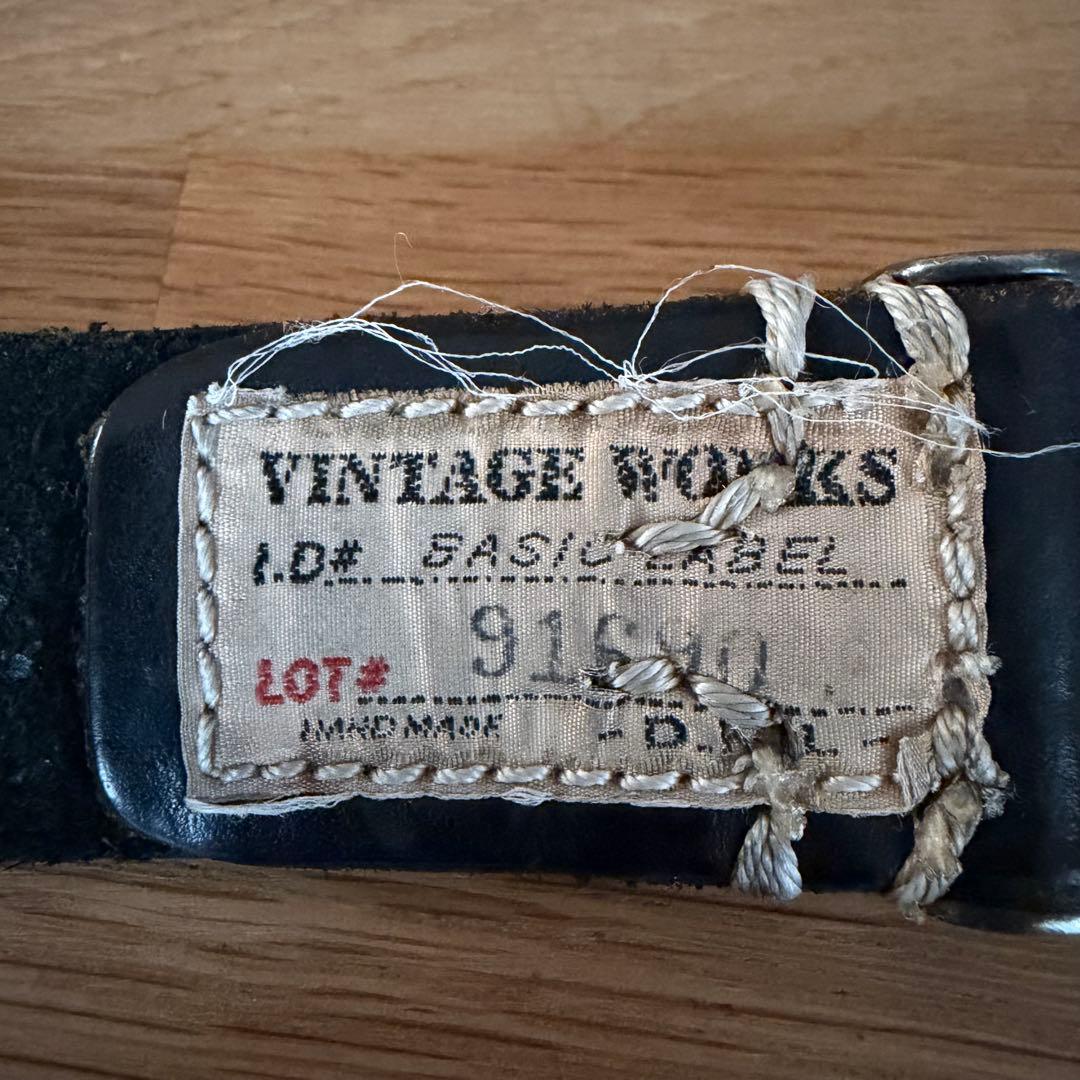 VINTAGE WORKS
I.D# BASIC LABEL
LOT#
HAND MADE